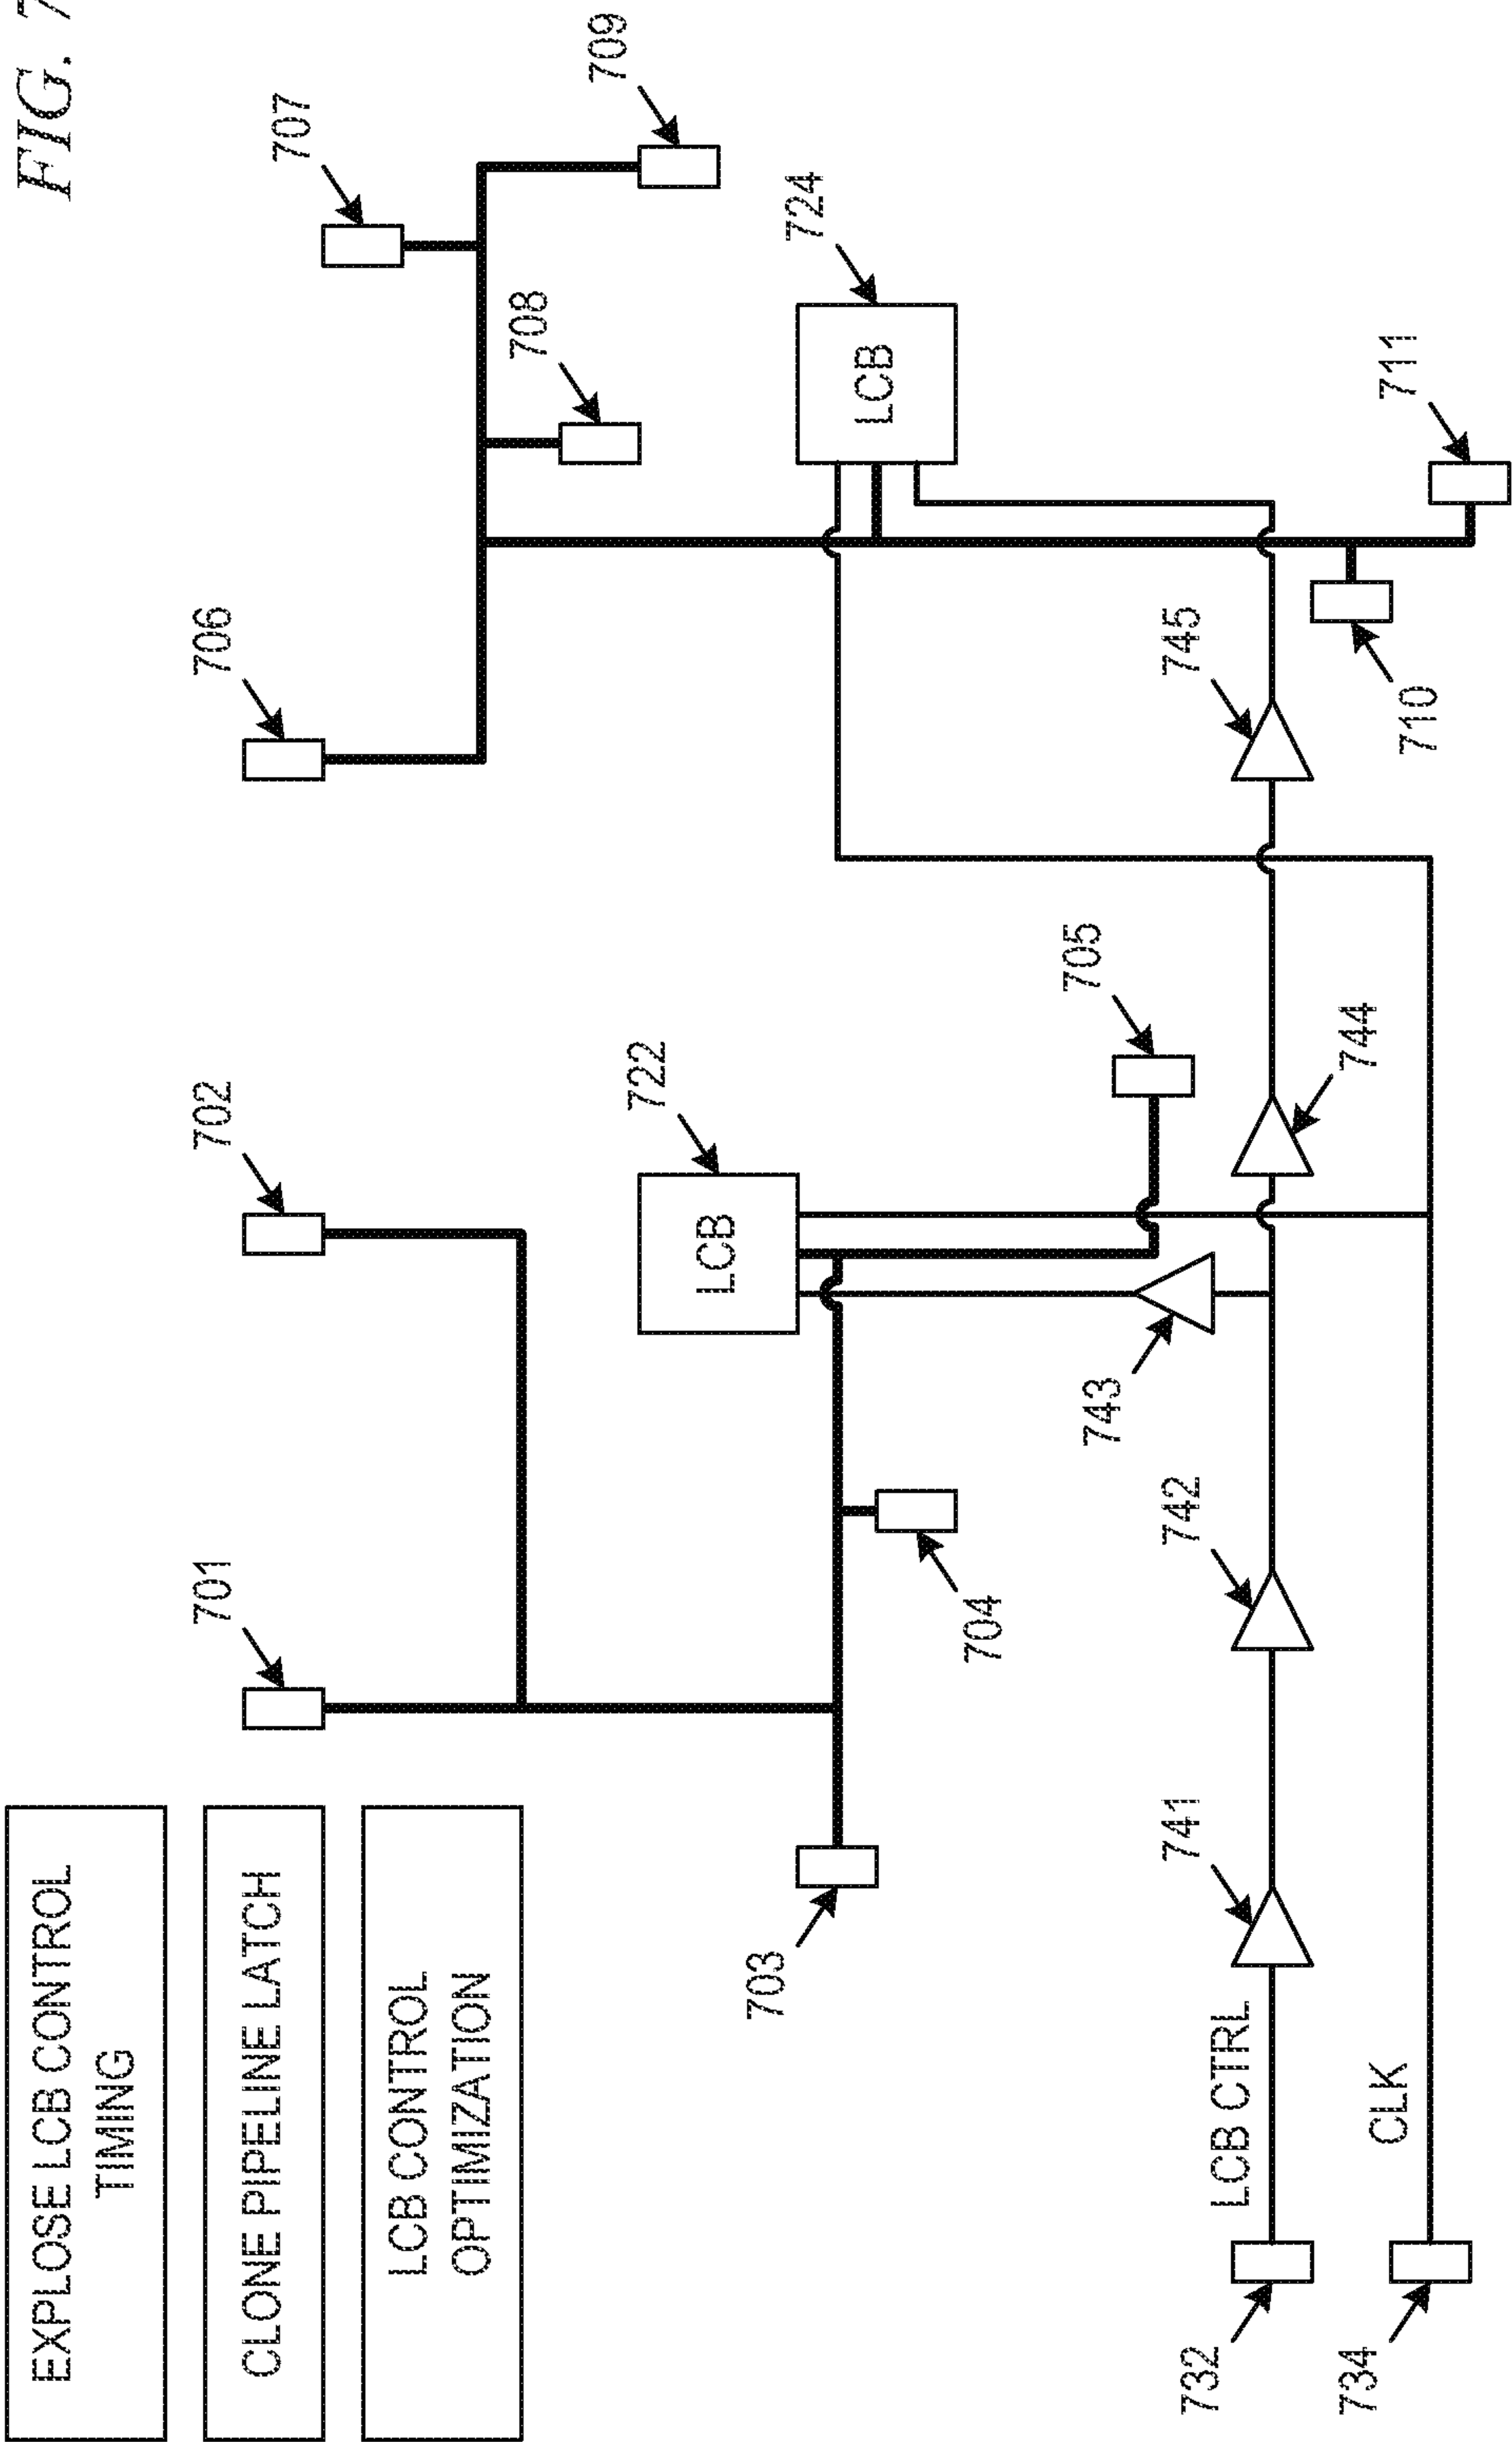 FIG. 7
EXPLOSE LCB CONTROL
TIMING
CLONE PIPELINE LATCH
LCB CONTROL
OPTIMIZATION
701
702
706
707
709
708
722
LCB
724
LCB
703
704
705
743
741
742
744
745
710
711
732
LCB CTRL
734
CLK